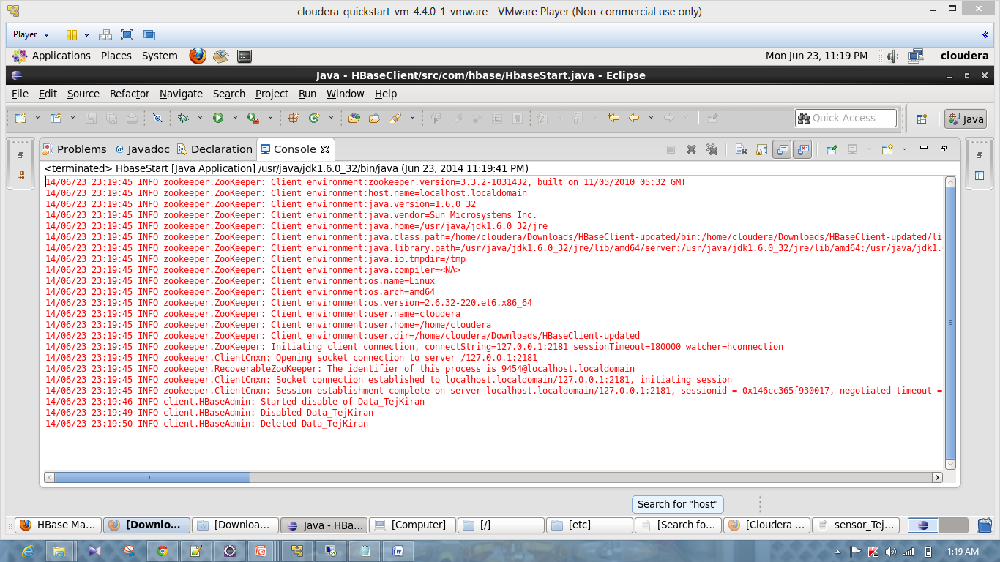 cloudera-quickstart-vm-4.4.0-1-vmware - VMware Player (Non-commercial use only)
Player
Applications Places System
Mon Jun 23, 11:19 PM
cloudera
Java - HBaseClient/src/com/hbase/HbaseStart.java - Eclipse
File Edit Source Refactor Navigate Search Project Run Window Help
Quick Access
Java
Problems @ Javadoc Declaration Console
<terminated> HbaseStart [Java Application] /usr/java/jdk1.6.0_32/bin/java (Jun 23, 2014 11:19:41 PM)
14/06/23 23:19:45 INFO zookeeper.ZooKeeper: Client environment:zookeeper.version=3.3.2-1031432, built on 11/05/2010 05:32 GMT
14/06/23 23:19:45 INFO zookeeper.ZooKeeper: Client environment:host.name=localhost.localdomain
14/06/23 23:19:45 INFO zookeeper.ZooKeeper: Client environment:java.version=1.6.0_32
14/06/23 23:19:45 INFO zookeeper.ZooKeeper: Client environment:java.vendor=Sun Microsystems Inc.
14/06/23 23:19:45 INFO zookeeper.ZooKeeper: Client environment:java.home=/usr/java/jdk1.6.0_32/jre
14/06/23 23:19:45 INFO zookeeper.ZooKeeper: Client environment:java.class.path=/home/cloudera/Downloads/HBaseClient-updated/bin:/home/cloudera/Downloads/HBaseClient-updated/li
14/06/23 23:19:45 INFO zookeeper.ZooKeeper: Client environment:java.library.path=/usr/java/jdk1.6.0_32/jre/lib/amd64/server:/usr/java/jdk1.6.0_32/jre/lib/amd64:/usr/java/jdk1.
14/06/23 23:19:45 INFO zookeeper.ZooKeeper: Client environment:java.io.tmpdir=/tmp
14/06/23 23:19:45 INFO zookeeper.ZooKeeper: Client environment:java.compiler=<NA>
14/06/23 23:19:45 INFO zookeeper.ZooKeeper: Client environment:os.name=Linux
14/06/23 23:19:45 INFO zookeeper.ZooKeeper: Client environment:os.arch=amd64
14/06/23 23:19:45 INFO zookeeper.ZooKeeper: Client environment:os.version=2.6.32-220.el6.x86_64
14/06/23 23:19:45 INFO zookeeper.ZooKeeper: Client environment:user.name=cloudera
14/06/23 23:19:45 INFO zookeeper.ZooKeeper: Client environment:user.home=/home/cloudera
14/06/23 23:19:45 INFO zookeeper.ZooKeeper: Client environment:user.dir=/home/cloudera/Downloads/HBaseClient-updated
14/06/23 23:19:45 INFO zookeeper.ZooKeeper: Initiating client connection, connectString=127.0.0.1:2181 sessionTimeout=180000 watcher=hconnection
14/06/23 23:19:45 INFO zookeeper.ClientCnxn: Opening socket connection to server /127.0.0.1:2181
14/06/23 23:19:45 INFO zookeeper.RecoverableZooKeeper: The identifier of this process is 9454@localhost.localdomain
14/06/23 23:19:45 INFO zookeeper.ClientCnxn: Socket connection established to localhost.localdomain/127.0.0.1:2181, initiating session
14/06/23 23:19:45 INFO zookeeper.ClientCnxn: Session establishment complete on server localhost.localdomain/127.0.0.1:2181, sessionid = 0x146cc365f930017, negotiated timeout =
14/06/23 23:19:46 INFO client.HBaseAdmin: Started disable of Data_TejKiran
14/06/23 23:19:49 INFO client.HBaseAdmin: Disabled Data_TejKiran
14/06/23 23:19:50 INFO client.HBaseAdmin: Deleted Data_TejKiran
Search for "host"
HBase Ma... [Downlo... [Downloa... Java - HBa... [Computer] [/] [etc] [Search fo... [Cloudera ... sensor_Tej...
1:19 AM